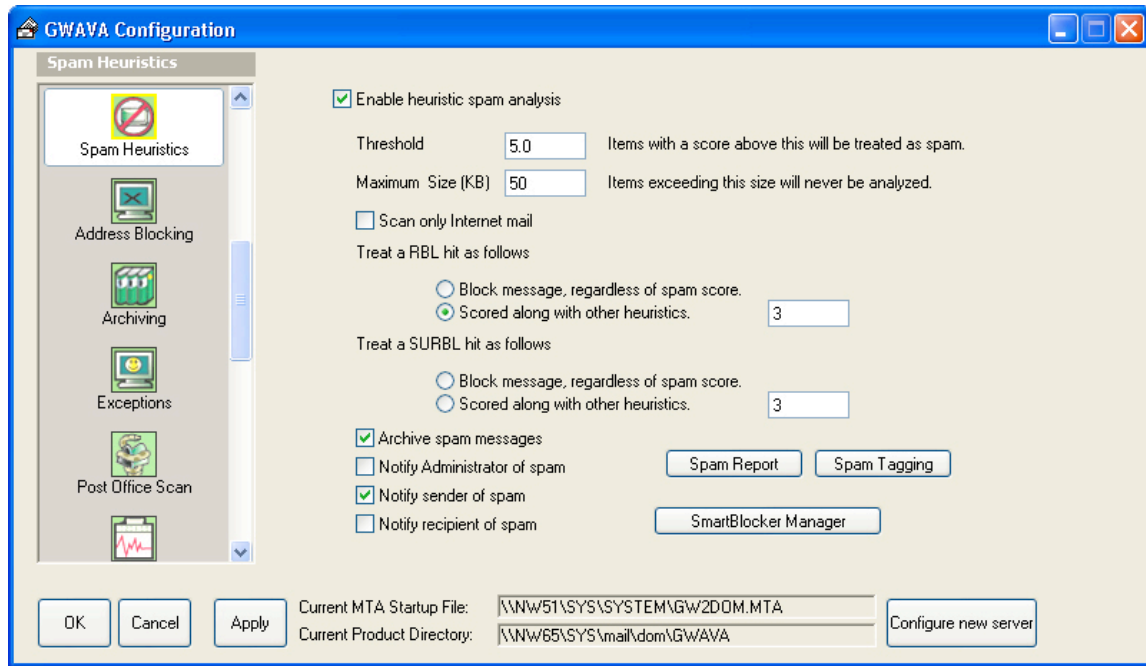 GWAVA Configuration
Spam Heuristics
Spam Heuristics
Address Blocking
Archiving
Exceptions
Post Office Scan
Enable heuristic spam analysis
Threshold 5.0 Items with a score above this will be treated as spam.
Maximum Size (KB) 50 Items exceeding this size will never be analyzed.
Scan only Internet mail
Treat a RBL hit as follows
Block message, regardless of spam score.
Scored along with other heuristics. 3
Treat a SURBL hit as follows
Block message, regardless of spam score.
Scored along with other heuristics. 3
Archive spam messages
Notify Administrator of spam Spam Report Spam Tagging
Notify sender of spam
Notify recipient of spam SmartBlocker Manager
OK Cancel Apply
Current MTA Startup File: \\NW51\SYS\SYSTEM\GW2DOM.MTA
Current Product Directory: \\NW65\SYS\mail\dom\GWAVA
Configure new server